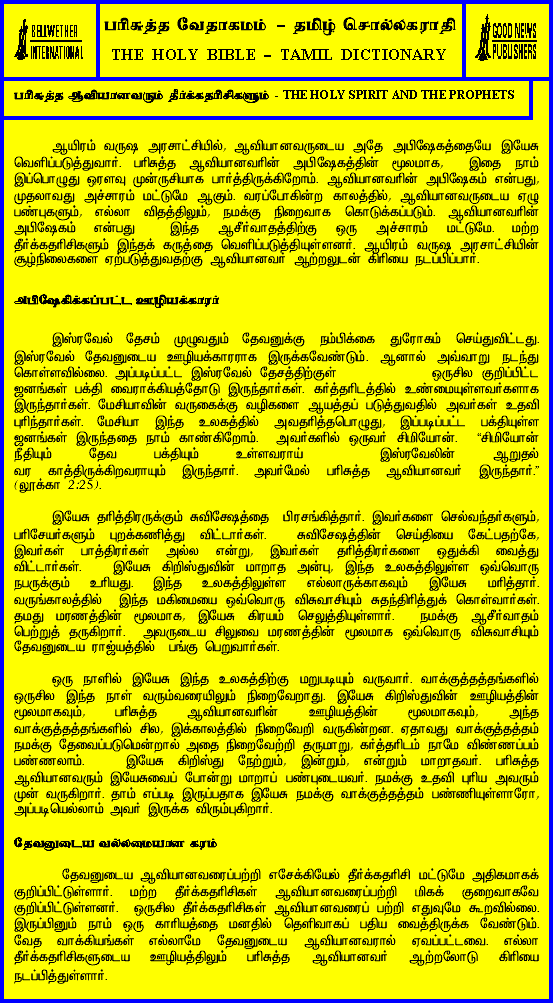 BELLWETHER
INTERNATIONAL
பரிசுத்த வேதாகமம் – தமிழ் சொல்லகராதி
THE HOLY BIBLE – TAMIL DICTIONARY
GOOD NEWS
PUBLISHERS
பரிசுத்த ஆவியானவரும் தீர்க்கதரிசிகளும் - THE HOLY SPIRIT AND THE PROPHETS
ஆயிரம் வருஷ அரசாட்சியில், ஆவியானவருடைய அதே அபிஷேகத்தையே இயேசு
வெளிப்படுத்துவார். பரிசுத்த ஆவியானவரின் அபிஷேகத்தின் மூலமாக, இதை நாம்
இப்பொழுது ஓரளவு முன்ருசியாக பார்த்திருக்கிறோம். ஆவியானவரின் அபிஷேகம் என்பது,
முதலாவது அச்சாரம் மட்டுமே ஆகும். வரப்போகின்ற காலத்தில், ஆவியானவருடைய ஏழு
பண்புகளும், எல்லா விதத்திலும், நமக்கு நிறைவாக கொடுக்கப்படும். ஆவியானவரின்
அபிஷேகம் என்பது இந்த ஆசீர்வாதத்திற்கு ஒரு அச்சாரம் மட்டுமே. மற்ற
தீர்க்கதரிசிகளும் இந்தக் கருத்தை வெளிப்படுத்தியுள்ளனர். ஆயிரம் வருஷ அரசாட்சியின்
சூழ்நிலைகளை ஏற்படுத்துவதற்கு ஆவியானவர் ஆற்றலுடன் கிரியை நடப்பிப்பார்.
அபிஷேகிக்கப்பட்ட ஊழியக்காரர்
இஸ்ரவேல் தேசம் முழுவதும் தேவனுக்கு நம்பிக்கை துரோகம் செய்துவிட்டது.
இஸ்ரவேல் தேவனுடைய ஊழியக்காரராக இருக்கவேண்டும். ஆனால் அவ்வாறு நடந்து
கொள்ளவில்லை. அப்படிப்பட்ட இஸ்ரவேல் தேசத்திற்குள் ஒருசில குறிப்பிட்ட
ஜனங்கள் பக்தி வைராக்கியத்தோடு இருந்தார்கள். கர்த்தரிடத்தில் உண்மையுள்ளவர்களாக
இருந்தார்கள். மேசியாவின் வருகைக்கு வழிகளை ஆயத்தப் படுத்துவதில் அவர்கள் உதவி
புரிந்தார்கள். மேசியா இந்த உலகத்தில் அவதரித்தபொழுது, இப்படிப்பட்ட பக்தியுள்ள
ஜனங்கள் இருந்ததை நாம் காண்கிறோம். அவர்களில் ஒருவர் சிமியோன். “சிமியோன்
நீதியும் தேவ பக்தியும் உள்ளவராய் இஸ்ரவேலின் ஆறுதல்
வர காத்திருக்கிறவராயும் இருந்தார். அவர்மேல் பரிசுத்த ஆவியானவர் இருந்தார்.”
(லூக்கா 2:25).
இயேசு தரித்திரருக்கும் சுவிசேஷத்தை பிரசங்கித்தார். இவர்களை செல்வந்தர்களும்,
பரிசேயர்களும் புறக்கணித்து விட்டார்கள். சுவிசேஷத்தின் செய்தியை கேட்பதற்கே,
இவர்கள் பாத்திரர்கள் அல்ல என்று, இவர்கள் தரித்திரர்களை ஒதுக்கி வைத்து
விட்டார்கள். இயேசு கிறிஸ்துவின் மாறாத அன்பு, இந்த உலகத்திலுள்ள ஒவ்வொரு
நபருக்கும் உரியது. இந்த உலகத்திலுள்ள எல்லாருக்காகவும் இயேசு மரித்தார்.
வருங்காலத்தில் இந்த மகிமையை ஒவ்வொரு விசுவாசியும் சுதந்திரித்துக் கொள்வார்கள்.
தமது மரணத்தின் மூலமாக, இயேசு கிரயம் செலுத்தியுள்ளார். நமக்கு ஆசீர்வாதம்
பெற்றுத் தருகிறார். அவருடைய சிலுவை மரணத்தின் மூலமாக ஒவ்வொரு விசுவாசியும்
தேவனுடைய ராஜ்யத்தில் பங்கு பெறுவார்கள்.
ஒரு நாளில் இயேசு இந்த உலகத்திற்கு மறுபடியும் வருவார். வாக்குத்தத்தங்களில்
ஒருசில இந்த நாள் வரும்வரையிலும் நிறைவேறாது. இயேசு கிறிஸ்துவின் ஊழியத்தின்
மூலமாகவும், பரிசுத்த ஆவியானவரின் ஊழியத்தின் மூலமாகவும், அந்த
வாக்குத்தத்தங்களில் சில, இக்காலத்தில் நிறைவேறி வருகின்றன. ஏதாவது வாக்குத்தத்தம்
நமக்கு தேவைப்படுமென்றால் அதை நிறைவேற்றி தருமாறு, கர்த்தரிடம் நாமே விண்ணப்பம்
பண்ணலாம். இயேசு கிறிஸ்து நேற்றும், இன்றும், என்றும் மாறாதவர். பரிசுத்த
ஆவியானவரும் இயேசுவைப் போன்று மாறாப் பண்புடையவர். நமக்கு உதவி புரிய அவரும்
முன் வருகிறார். தாம் எப்படி இருப்பதாக இயேசு நமக்கு வாக்குத்தத்தம் பண்ணியுள்ளாரோ,
அப்படியெல்லாம் அவர் இருக்க விரும்புகிறார்.
தேவனுடைய வல்லமையான கரம்
தேவனுடைய ஆவியானவரைப்பற்றி எசேக்கியேல் தீர்க்கதரிசி மட்டுமே அதிகமாகக்
குறிப்பிட்டுள்ளார். மற்ற தீர்க்கதரிசிகள் ஆவியானவரைப்பற்றி மிகக் குறைவாகவே
குறிப்பிட்டுள்ளனர். ஒருசில தீர்க்கதரிசிகள் ஆவியானவரைப் பற்றி எதுவுமே கூறவில்லை.
இருப்பினும் நாம் ஒரு காரியத்தை மனதில் தெளிவாகப் பதிய வைத்திருக்க வேண்டும்.
வேத வாக்கியங்கள் எல்லாமே தேவனுடைய ஆவியானவரால் ஏவப்பட்டவை. எல்லா
தீர்க்கதரிசிகளுடைய ஊழியத்திலும் பரிசுத்த ஆவியானவர் ஆற்றலோடு கிரியை
நடப்பித்துள்ளார்.